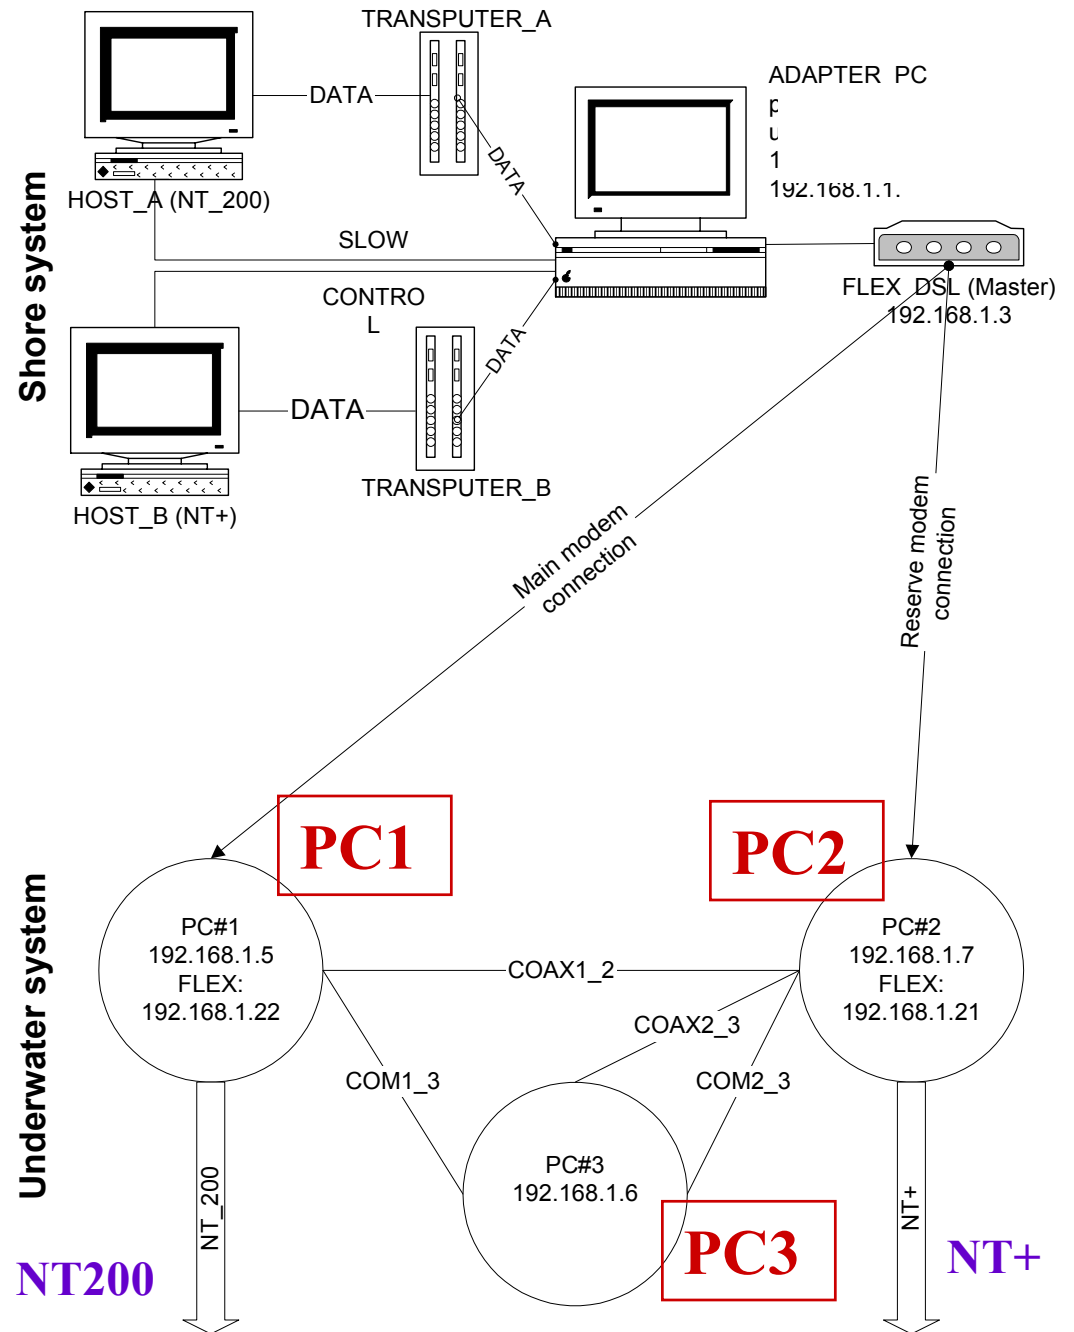 TRANSPUTER_A
DATA
HOST_A (NT_200)
DATA
ADAPTER PC
192.168.1.1.
SLOW
CONTRO
L
FLEX_DSL (Master)
192.168.1.3
DATA
DATA
TRANSPUTER_B
HOST_B (NT+)
Shore system
Main modem
connection
Reserve modem
connection
PC1
PC2
Underwater system
PC#1
192.168.1.5
FLEX:
192.168.1.22
COAX1_2
PC#2
192.168.1.7
FLEX:
192.168.1.21
COAX2_3
COM1_3
COM2_3
PC#3
192.168.1.6
PC3
NT_200
NT200
NT+
NT+